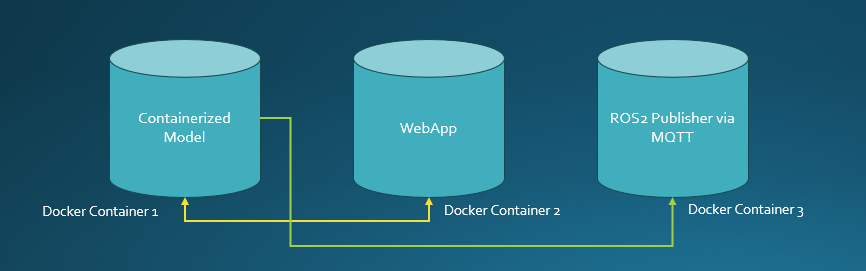 Containerized
Model
WebApp
ROS2 Publisher via
MQTT
Docker Container 1
Docker Container 2
Docker Container 3